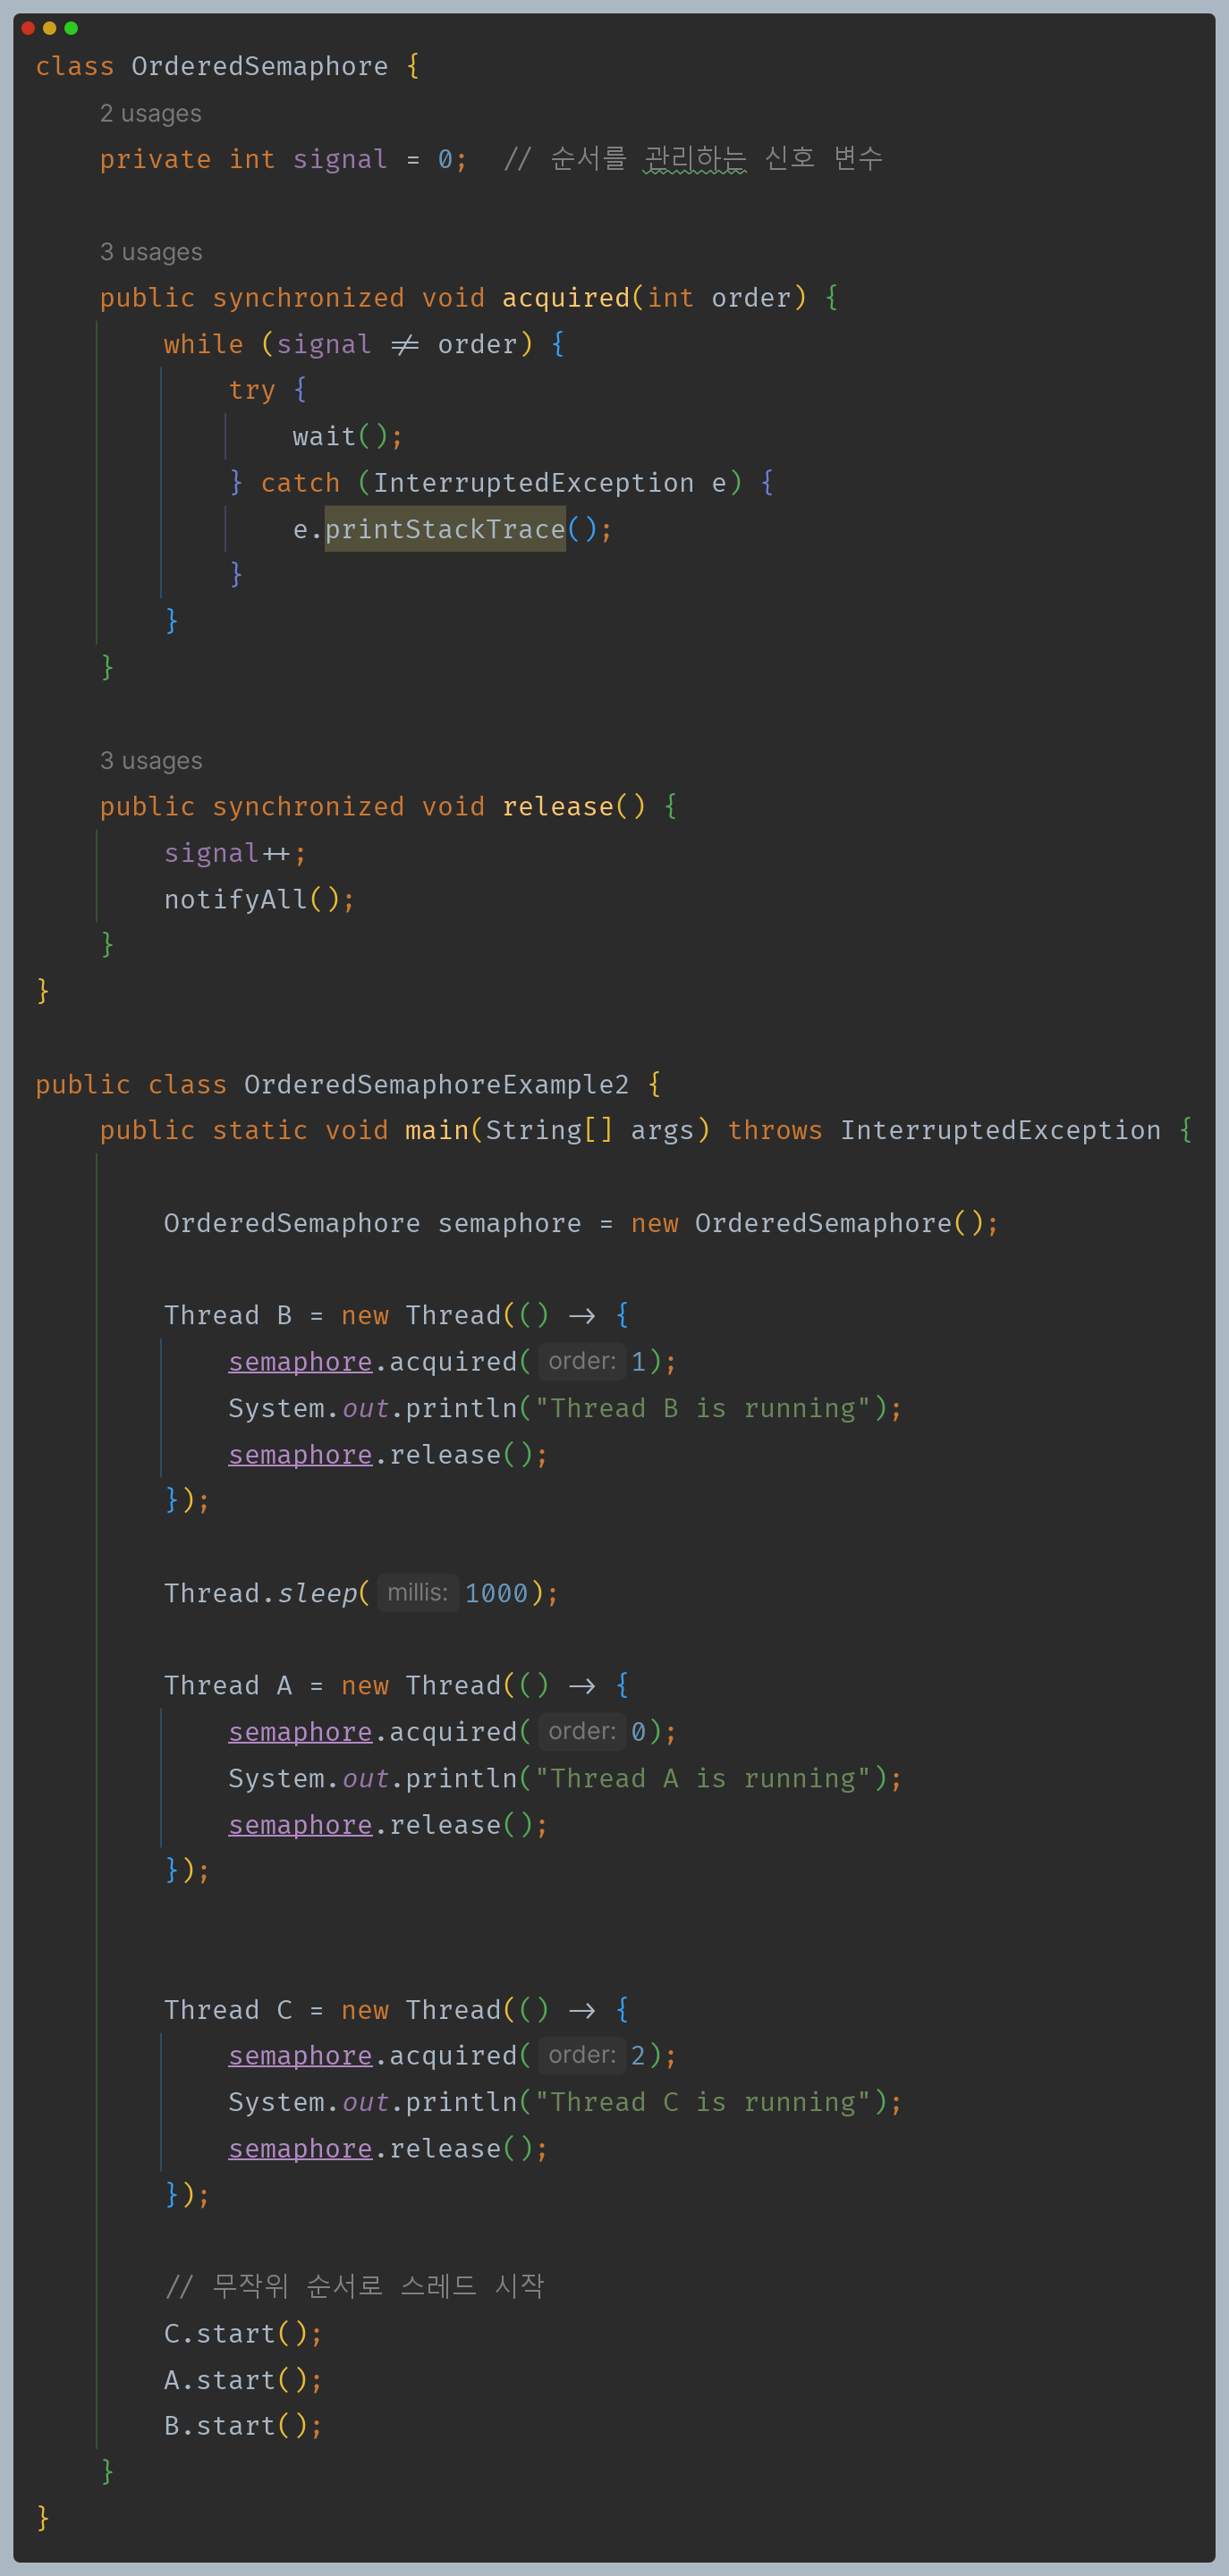 class OrderedSemaphore {
2 usages
private int signal = 0;  // 순서를 관리하는 신호 변수
3 usages
public synchronized void acquired(int order) {
while (signal != order) {
try {
wait();
} catch (InterruptedException e) {
e.printStackTrace();
}
}
}
3 usages
public synchronized void release() {
signal++;
notifyAll();
}
}
public class OrderedSemaphoreExample2 {
public static void main(String[] args) throws InterruptedException {
OrderedSemaphore semaphore = new OrderedSemaphore();
Thread B = new Thread(() -> {
semaphore.acquired( order: 1);
System.out.println("Thread B is running");
semaphore.release();
});
Thread.sleep( millis: 1000);
Thread A = new Thread(() -> {
semaphore.acquired( order: 0);
System.out.println("Thread A is running");
semaphore.release();
});
Thread C = new Thread(() -> {
semaphore.acquired( order: 2);
System.out.println("Thread C is running");
semaphore.release();
});
// 무작위 순서로 스레드 시작
C.start();
A.start();
B.start();
}
}